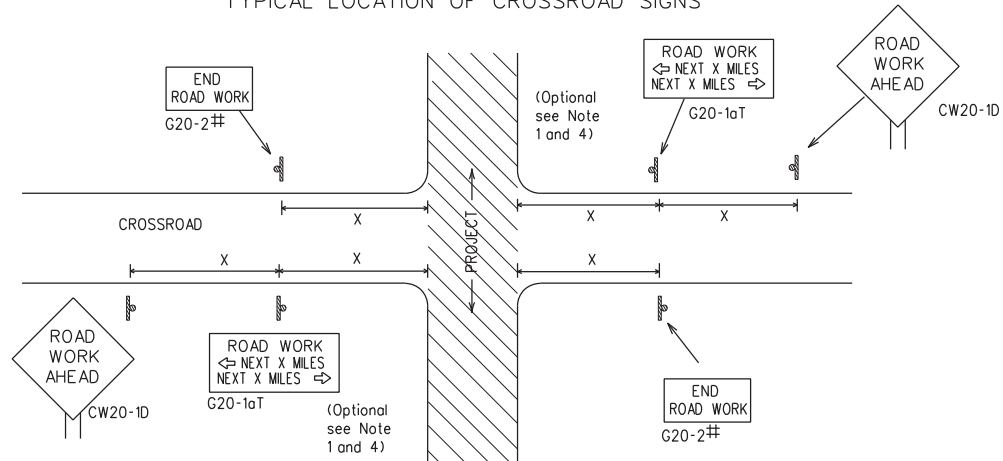 TYPICAL LOCATION OF CROSSROAD SIGNS
END
ROAD WORK
G20-2#
(Optional
see Note
1 and 4)
ROAD WORK
⇦ NEXT X MILES
NEXT X MILES ⇨
G20-1aT
ROAD
WORK
AHEAD
CW20-1D
X
X
X
CROSSROAD
PROJECT
X
X
X
ROAD
WORK
AHEAD
CW20-1D
ROAD WORK
⇦ NEXT X MILES
NEXT X MILES ⇨
G20-1aT
(Optional
see Note
1 and 4)
END
ROAD WORK
G20-2#